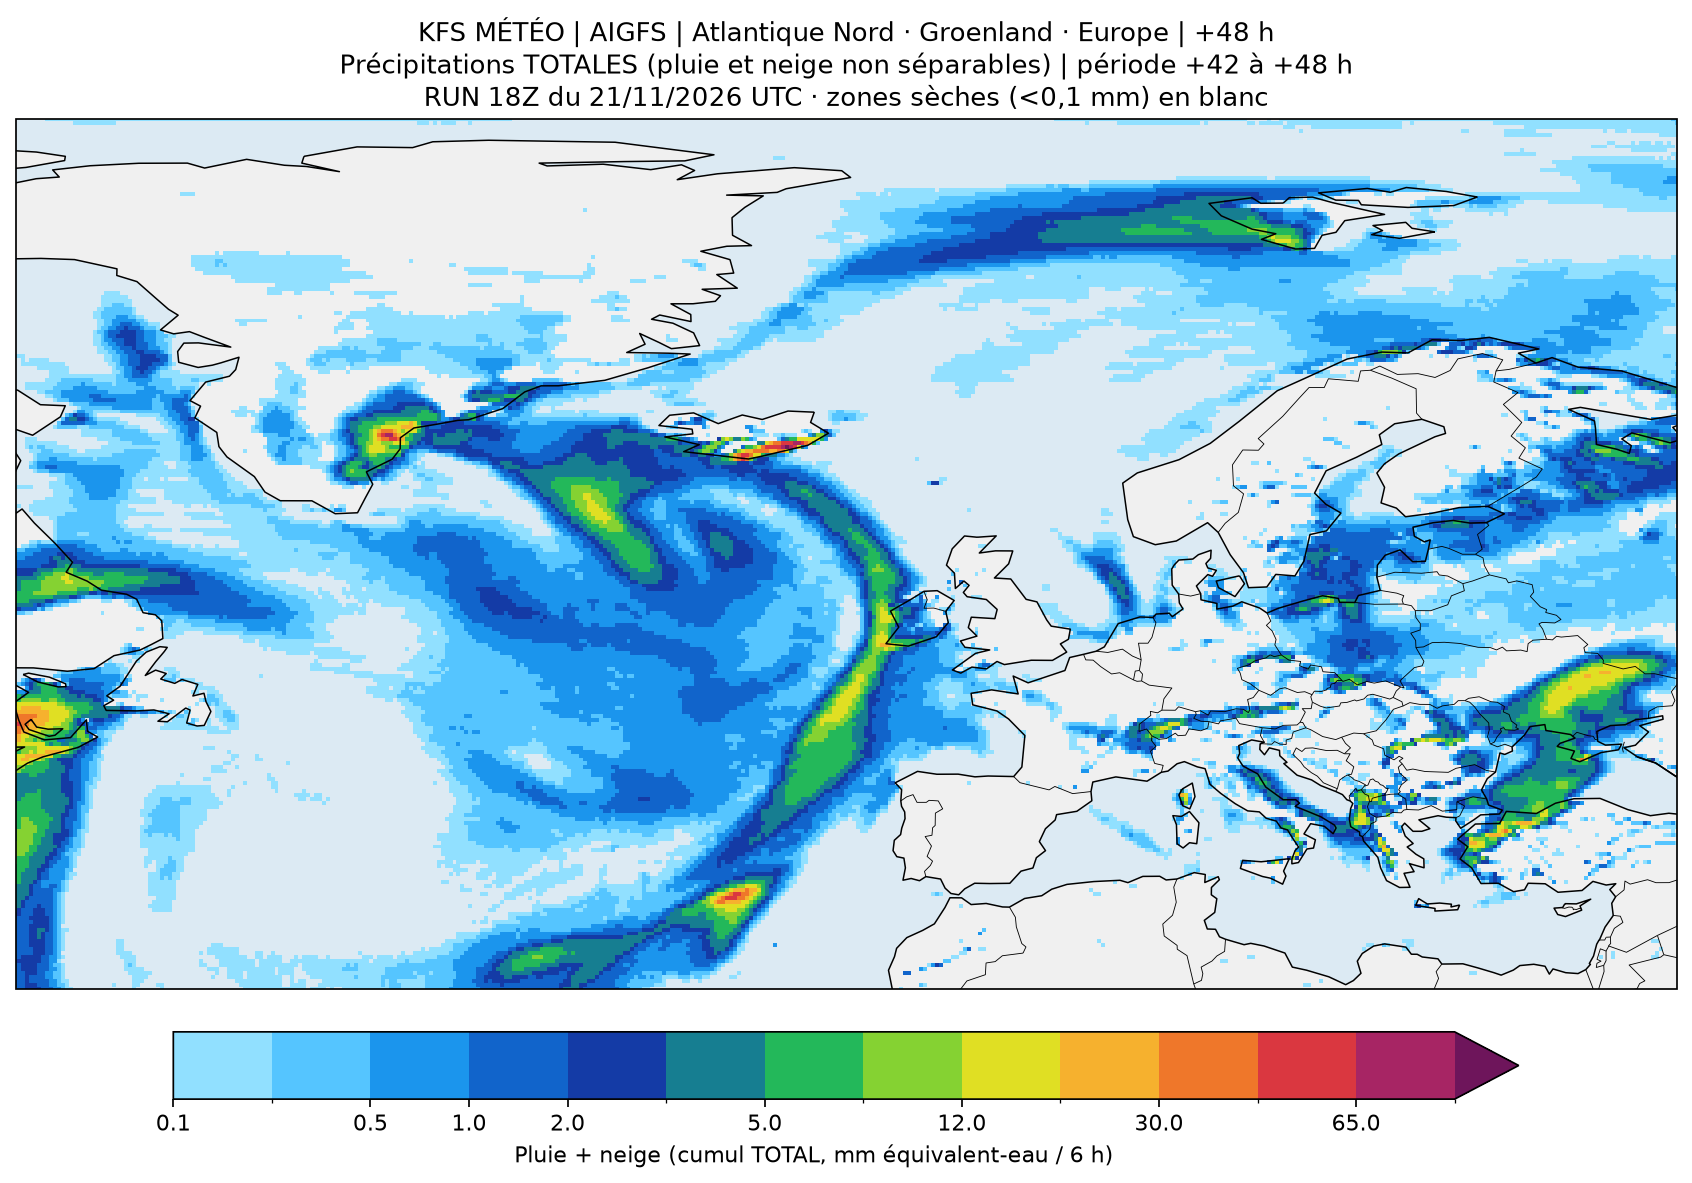 KFS MÉTÉO | AIGFS | Atlantique Nord · Groenland · Europe | +48 h
Précipitations TOTALES (pluie et neige non séparables) | période +42 à +48 h
RUN 18Z du 21/11/2026 UTC · zones sèches (<0,1 mm) en blanc
0.1 0.5 1.0 2.0 5.0 12.0 30.0 65.0
Pluie + neige (cumul TOTAL, mm équivalent-eau / 6 h)